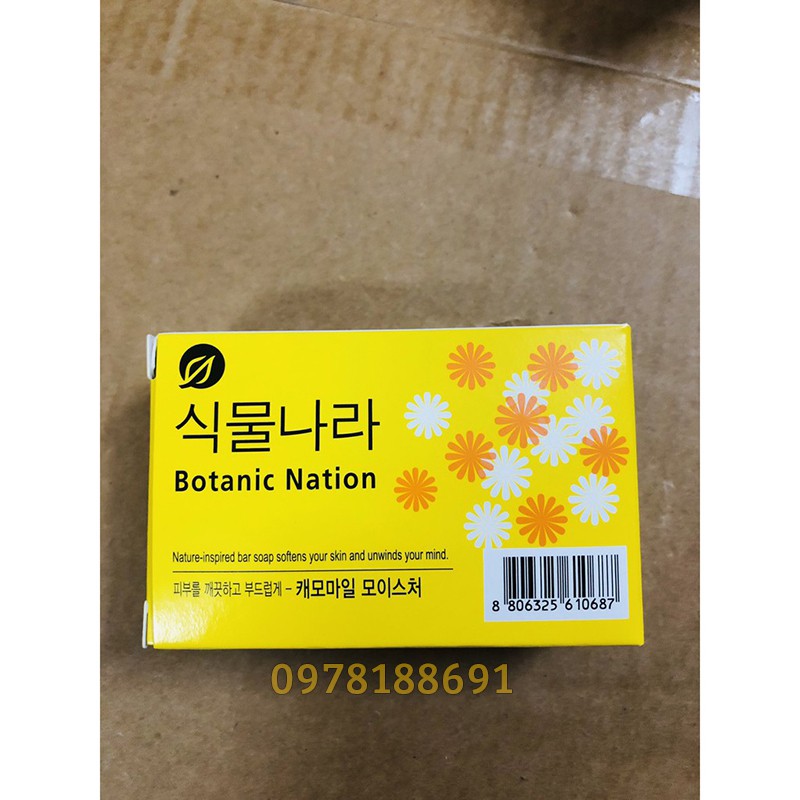 식물나라
Botanic Nation
Nature-inspired bar soap softens your skin and unwinds your mind.
피부를 깨끗하고 부드럽게 - 캐모마일 모이스처
8 806325 610687
0978188691